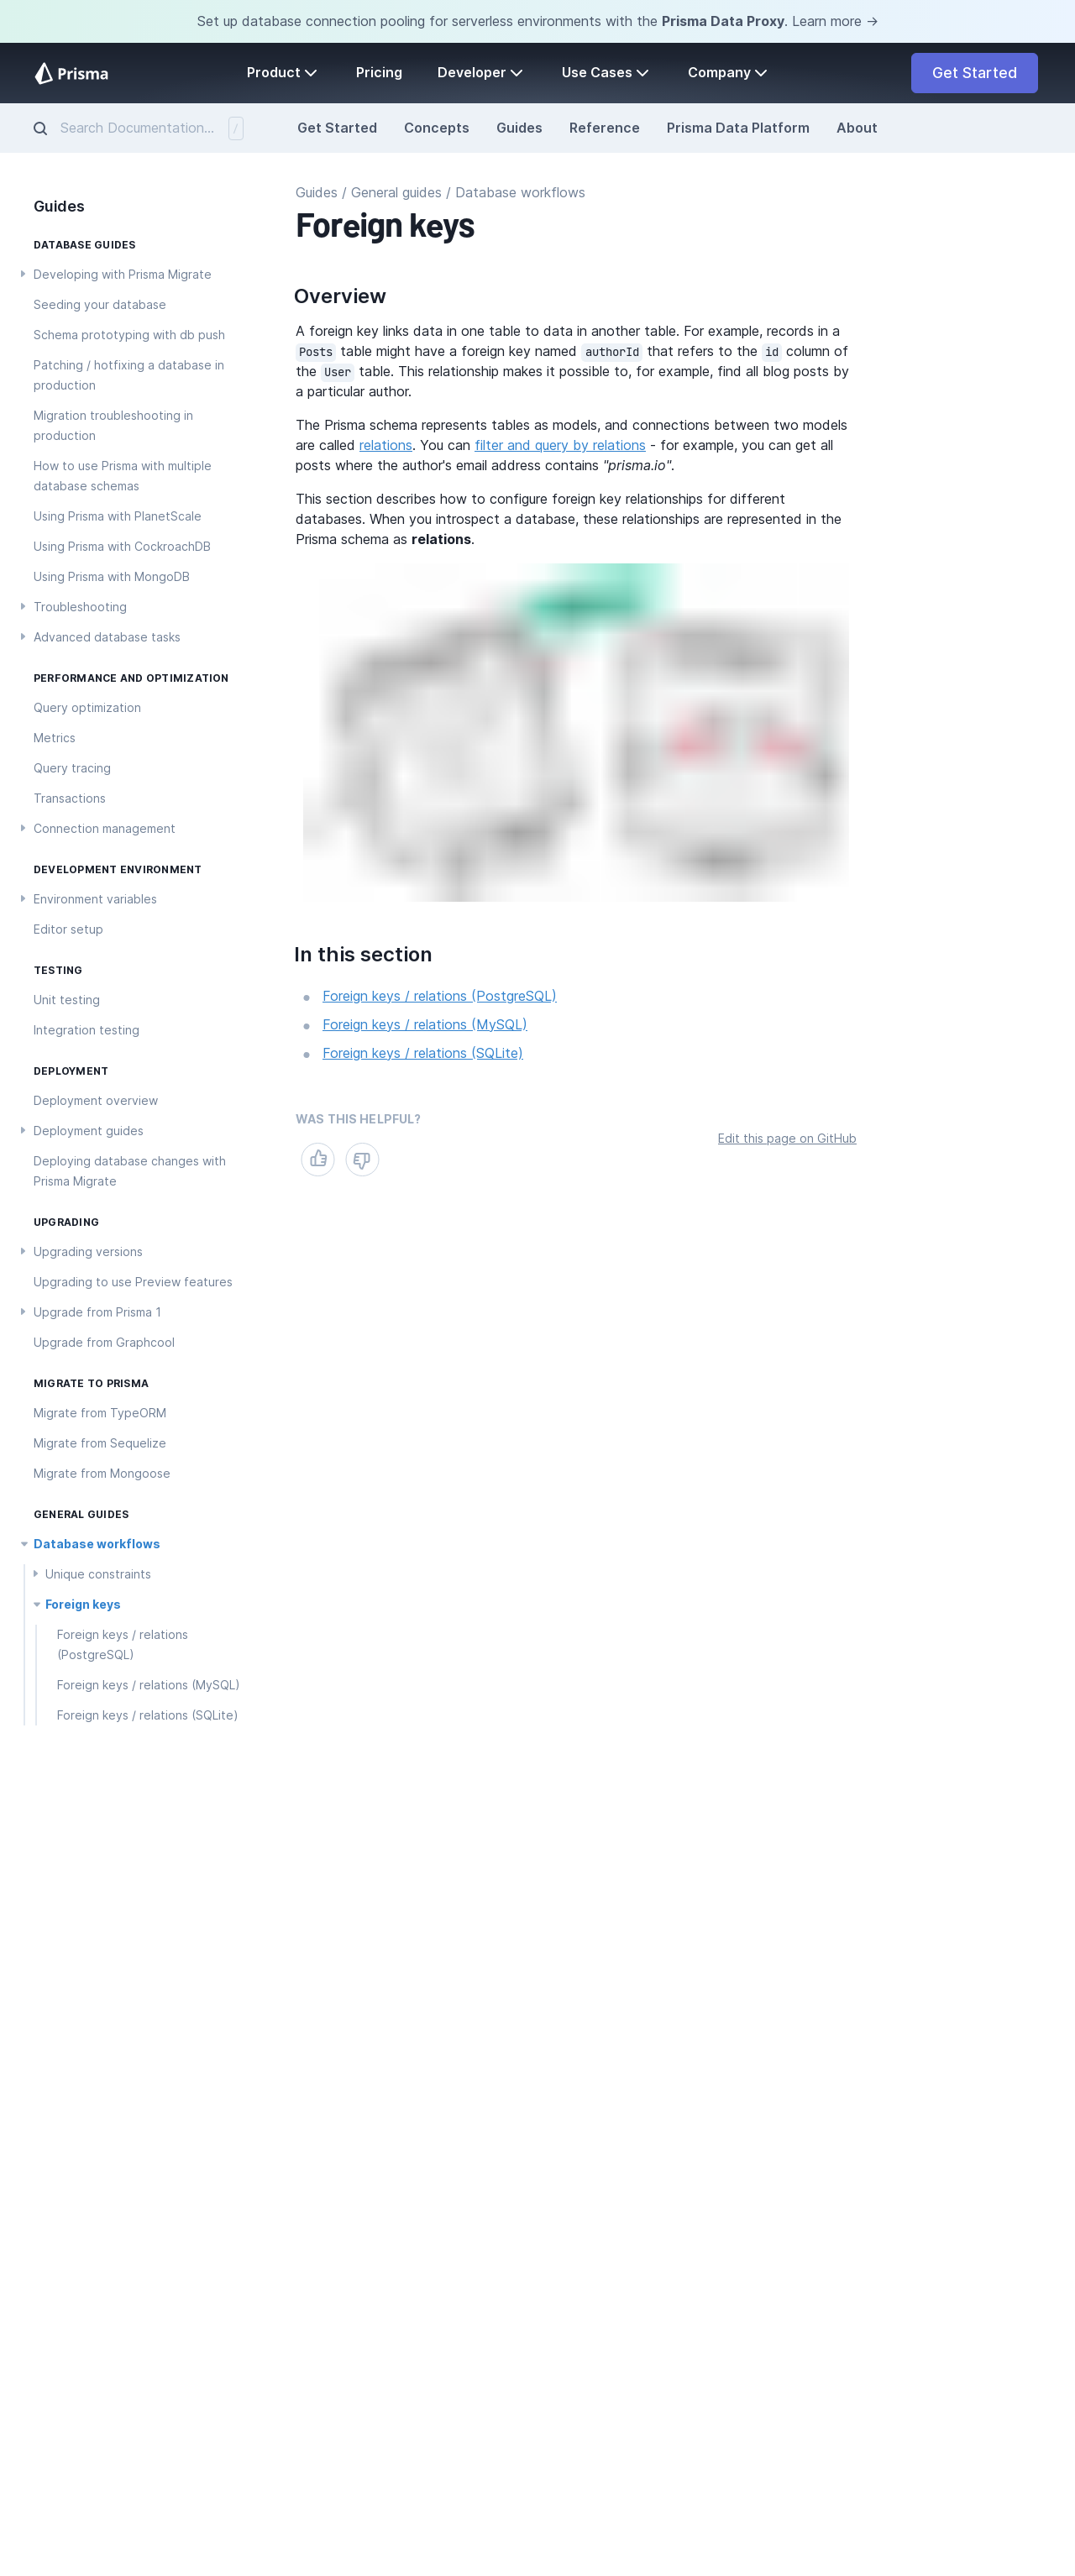 Set up database connection pooling for serverless environments with the Prisma Data Proxy. Learn more →
Prisma
Product
Pricing
Developer
Use Cases
Company
Get Started
Search Documentation...
/
Get Started
Concepts
Guides
Reference
Prisma Data Platform
About
Guides
DATABASE GUIDES
Developing with Prisma Migrate
Seeding your database
Schema prototyping with db push
Patching / hotfixing a database in
production
Migration troubleshooting in
production
How to use Prisma with multiple
database schemas
Using Prisma with PlanetScale
Using Prisma with CockroachDB
Using Prisma with MongoDB
Troubleshooting
Advanced database tasks
PERFORMANCE AND OPTIMIZATION
Query optimization
Metrics
Query tracing
Transactions
Connection management
DEVELOPMENT ENVIRONMENT
Environment variables
Editor setup
TESTING
Unit testing
Integration testing
DEPLOYMENT
Deployment overview
Deployment guides
Deploying database changes with
Prisma Migrate
UPGRADING
Upgrading versions
Upgrading to use Preview features
Upgrade from Prisma 1
Upgrade from Graphcool
MIGRATE TO PRISMA
Migrate from TypeORM
Migrate from Sequelize
Migrate from Mongoose
GENERAL GUIDES
Database workflows
Unique constraints
Foreign keys
Foreign keys / relations
(PostgreSQL)
Foreign keys / relations (MySQL)
Foreign keys / relations (SQLite)
Guides / General guides / Database workflows
Foreign keys
Overview
A foreign key links data in one table to data in another table. For example, records in a
Posts table might have a foreign key named authorId that refers to the id column of
the User table. This relationship makes it possible to, for example, find all blog posts by
a particular author.
The Prisma schema represents tables as models, and connections between two models
are called relations. You can filter and query by relations - for example, you can get all
posts where the author's email address contains "prisma.io".
This section describes how to configure foreign key relationships for different
databases. When you introspect a database, these relationships are represented in the
Prisma schema as relations.
In this section
Foreign keys / relations (PostgreSQL)
Foreign keys / relations (MySQL)
Foreign keys / relations (SQLite)
WAS THIS HELPFUL?
Edit this page on GitHub